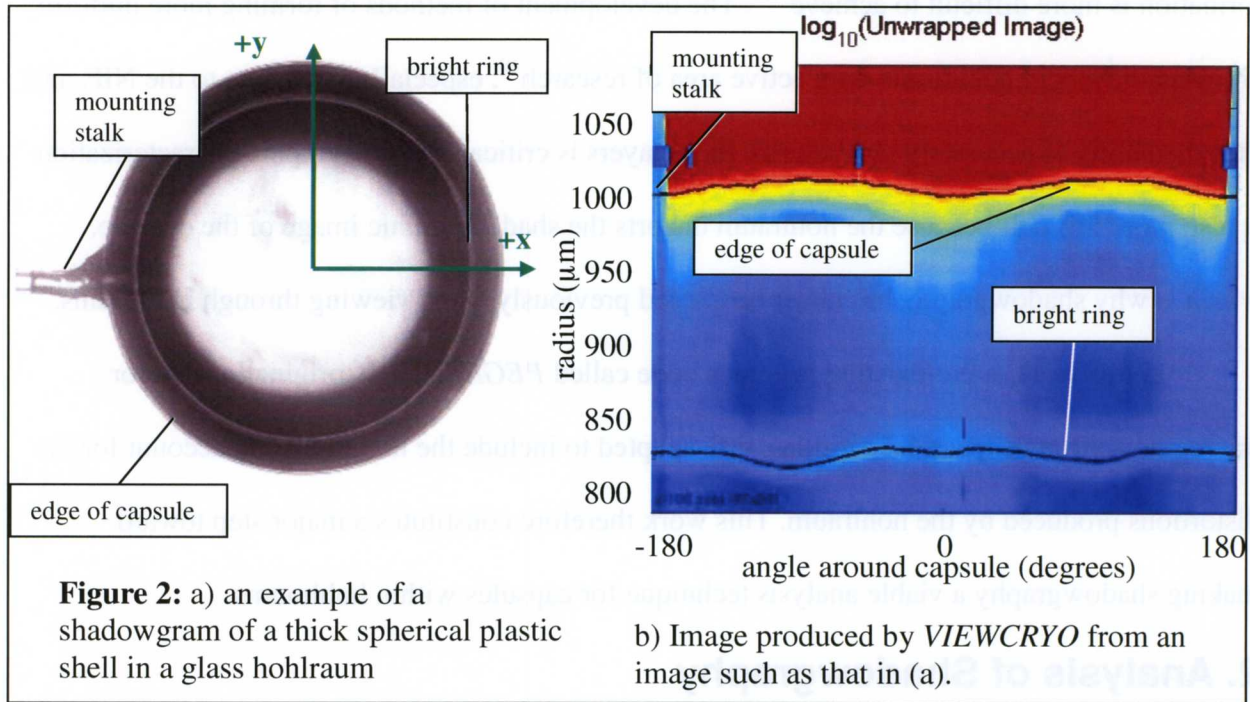 +y
bright ring
mounting
stalk
+x
edge of capsule
Figure 2: a) an example of a
shadowgram of a thick spherical plastic
shell in a glass hohlraum
log10(Unwrapped Image)
mounting
stalk
radius (μm)
1050
1000
950
900
850
800
edge of capsule
bright ring
-180
0
180
angle around capsule (degrees)
b) Image produced by VIEWCRYO from an
image such as that in (a).